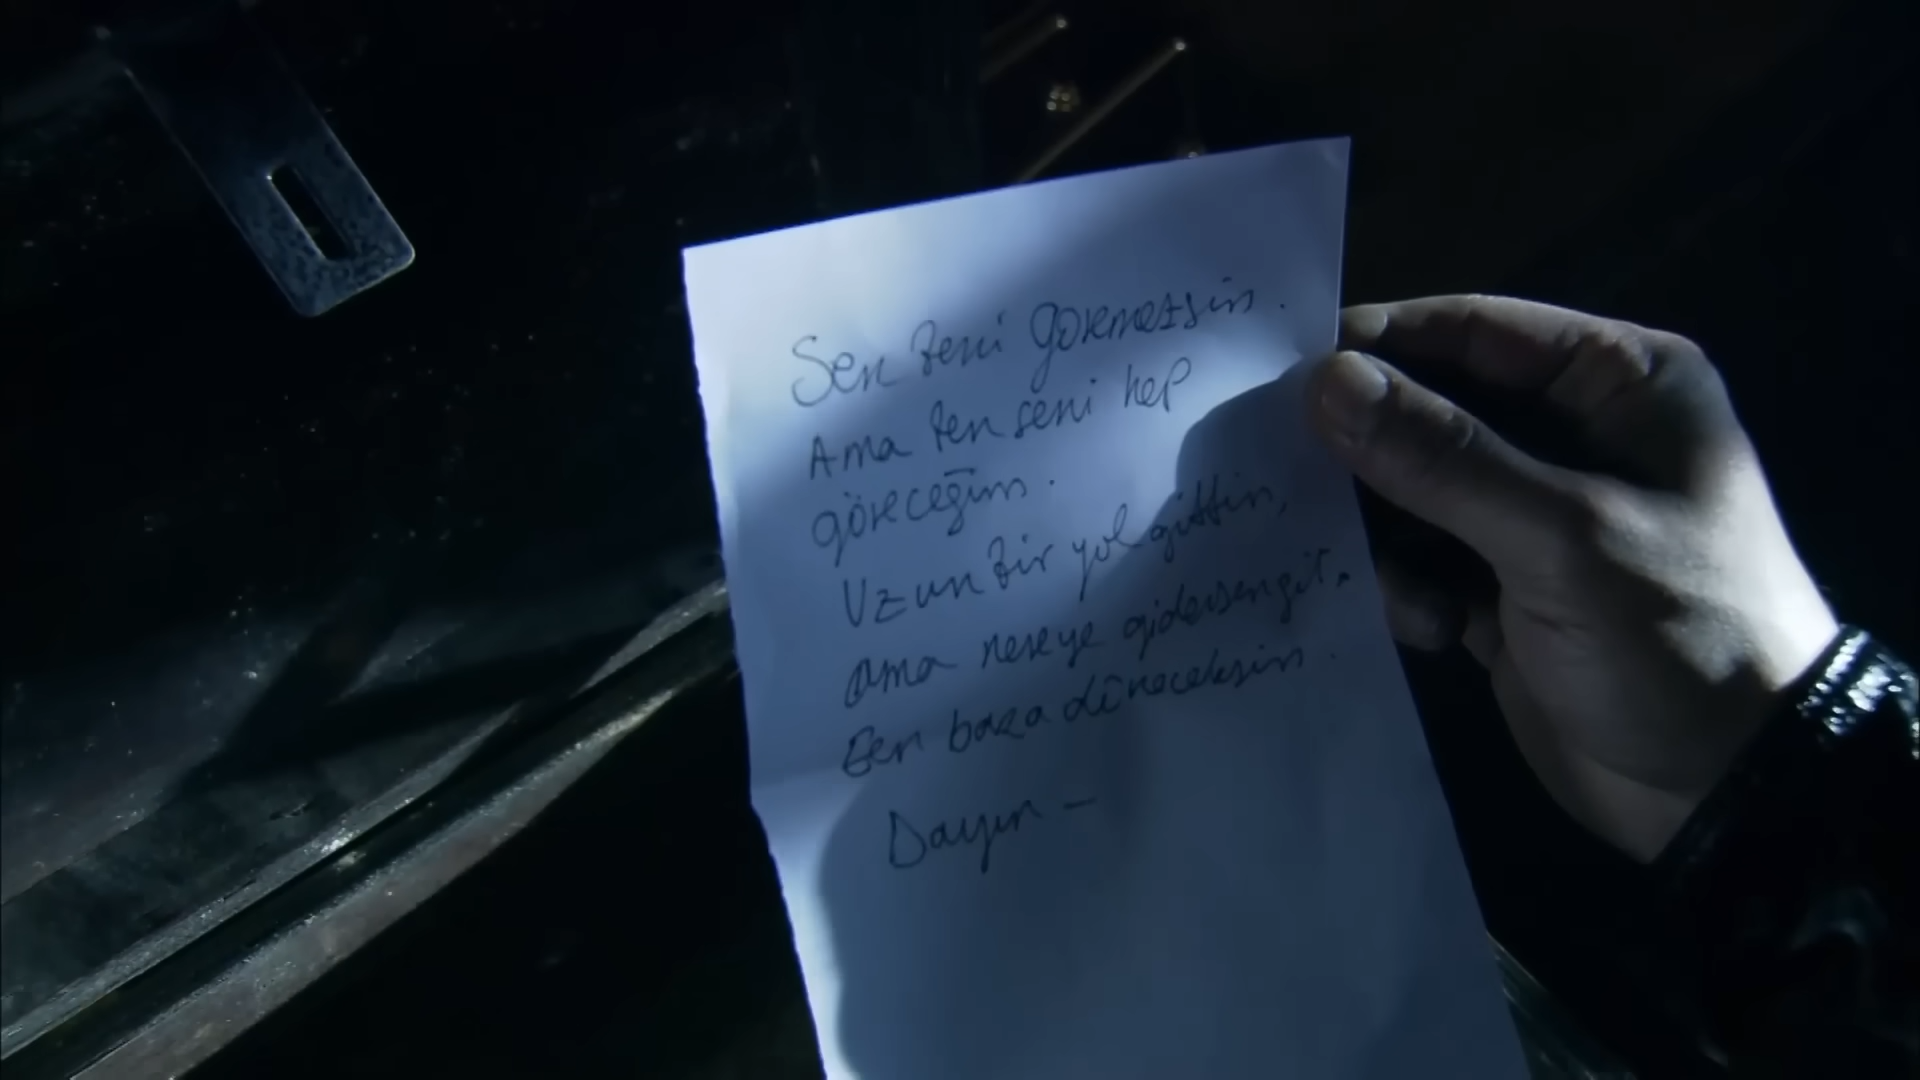 Sen beni görmezsin.
Ama ben seni hep
göreceğim.
Uzun bir yol gittin,
ama nereye gidersen git.
Sen bana döneceksin.
Dayın -